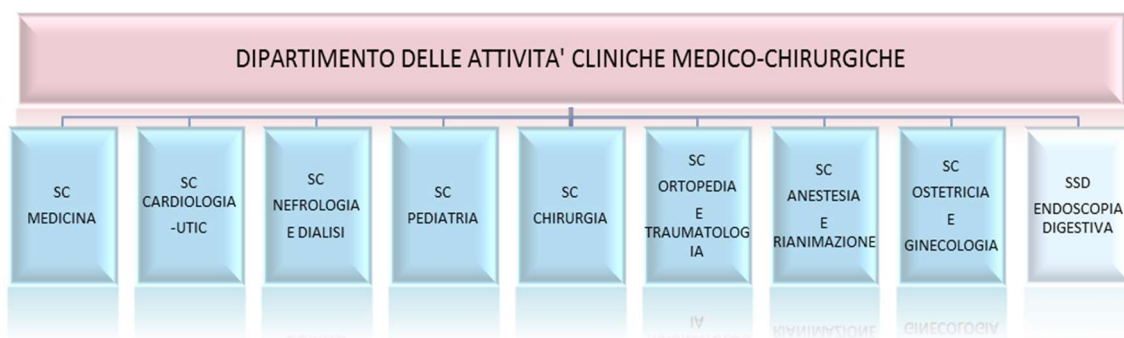 DIPARTIMENTO DELLE ATTIVITA' CLINICHE MEDICO-CHIRURGICHE
SC
MEDICINA
SC
CARDIOLOGIA
-UTIC
SC
NEFROLOGIA
E DIALISI
SC
PEDIATRIA
SC
CHIRURGIA
SC
ORTOPEDIA
E
TRAUMATOLOG
IA
SC
ANESTESIA
E
RIANIMAZIONE
SC
OSTETRICIA
E
GINECOLOGIA
SSD
ENDOSCOPIA
DIGESTIVA